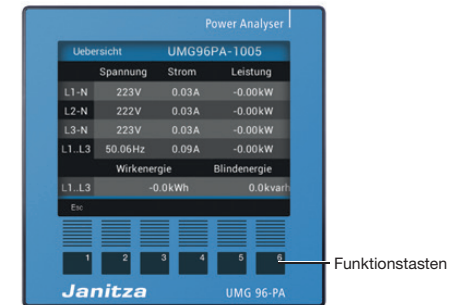 Power Analyser
Uebersicht UMG96PA-1005
Spannung Strom Leistung
L1-N 223V 0.03A -0.00kW
L2-N 222V 0.03A -0.00kW
L3-N 223V 0.03A -0.00kW
L1..L3 50.06Hz 0.09A -0.00kW
Wirkenergie Blindenergie
L1..L3 -0.0kWh 0.0kvarh
Esc
1 2 3 4 5 6
Funktionstasten
Janitza UMG 96-PA